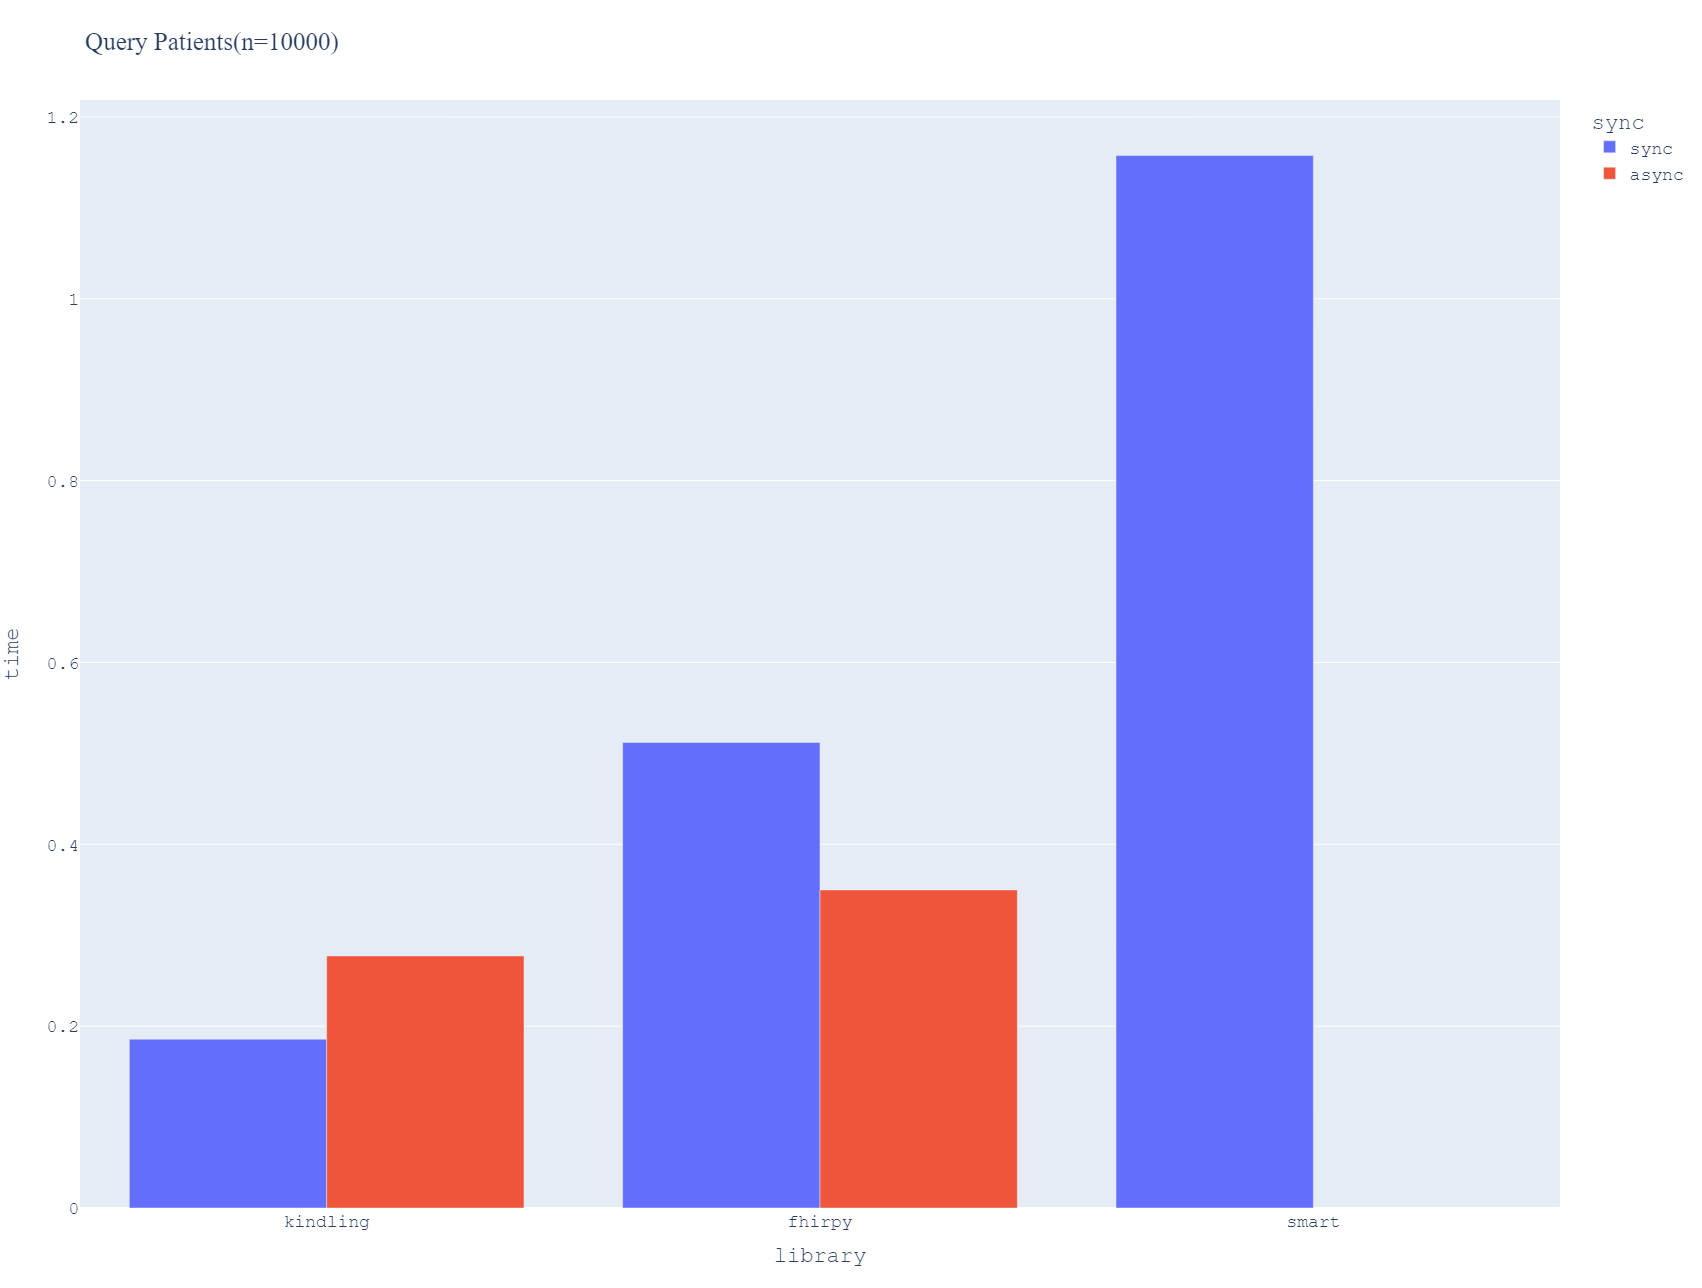 Query Patients(n=10000)
sync
sync
async
1.2
1
0.8
0.6
0.4
0.2
0
time
kindling
fhirpy
smart
library